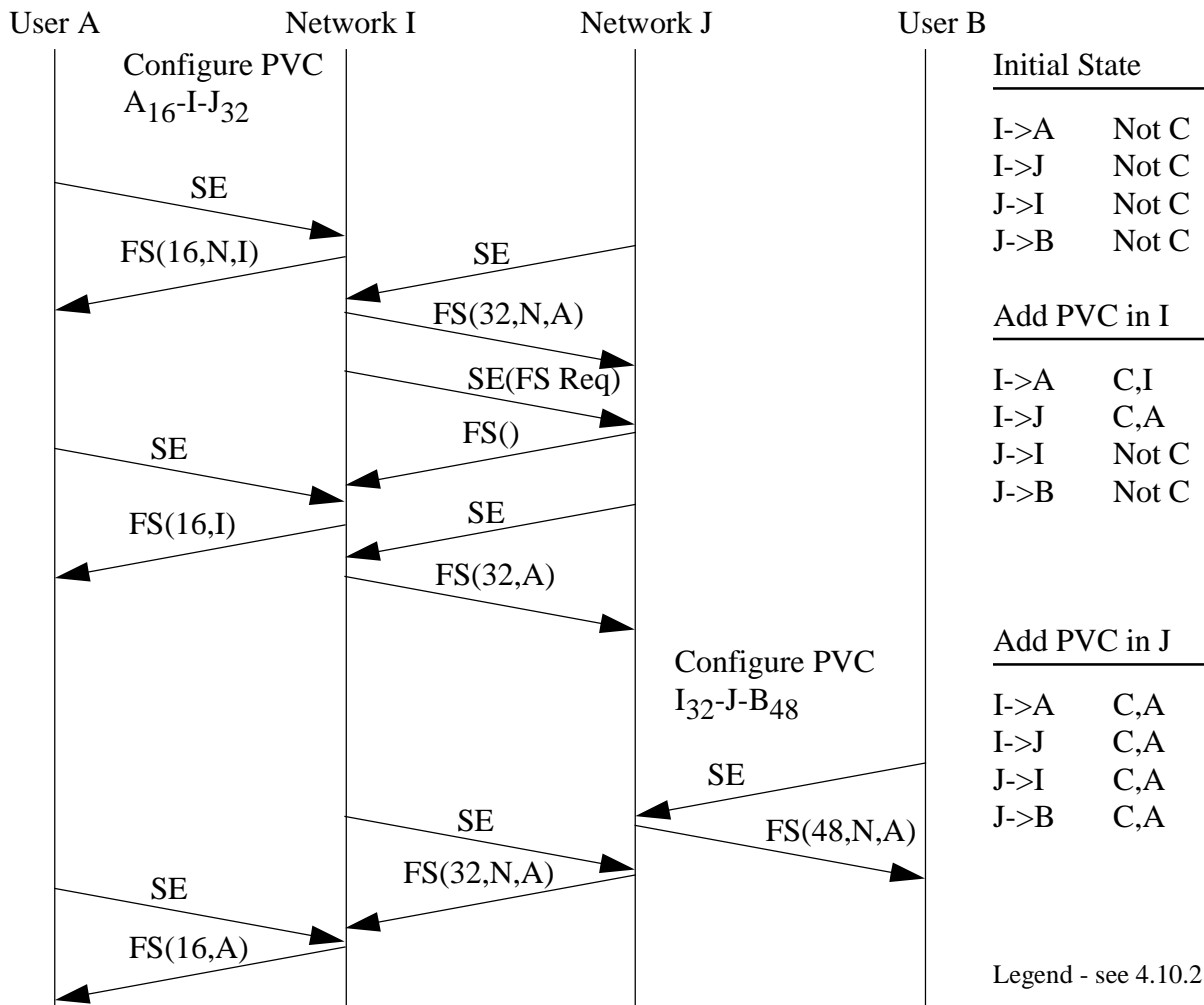 User A
Network I
Network J
User B
Configure PVC
A16-I-J32
SE
FS(16,N,I)
SE
FS(32,N,A)
SE(FS Req)
FS()
SE
FS(16,I)
SE
FS(32,A)
Configure PVC
I32-J-B48
SE
FS(48,N,A)
SE
FS(32,N,A)
SE
FS(16,A)
Initial State
I->A Not C
I->J Not C
J->I Not C
J->B Not C
Add PVC in I
I->A C,I
I->J C,A
J->I Not C
J->B Not C
Add PVC in J
I->A C,A
I->J C,A
J->I C,A
J->B C,A
Legend - see 4.10.2